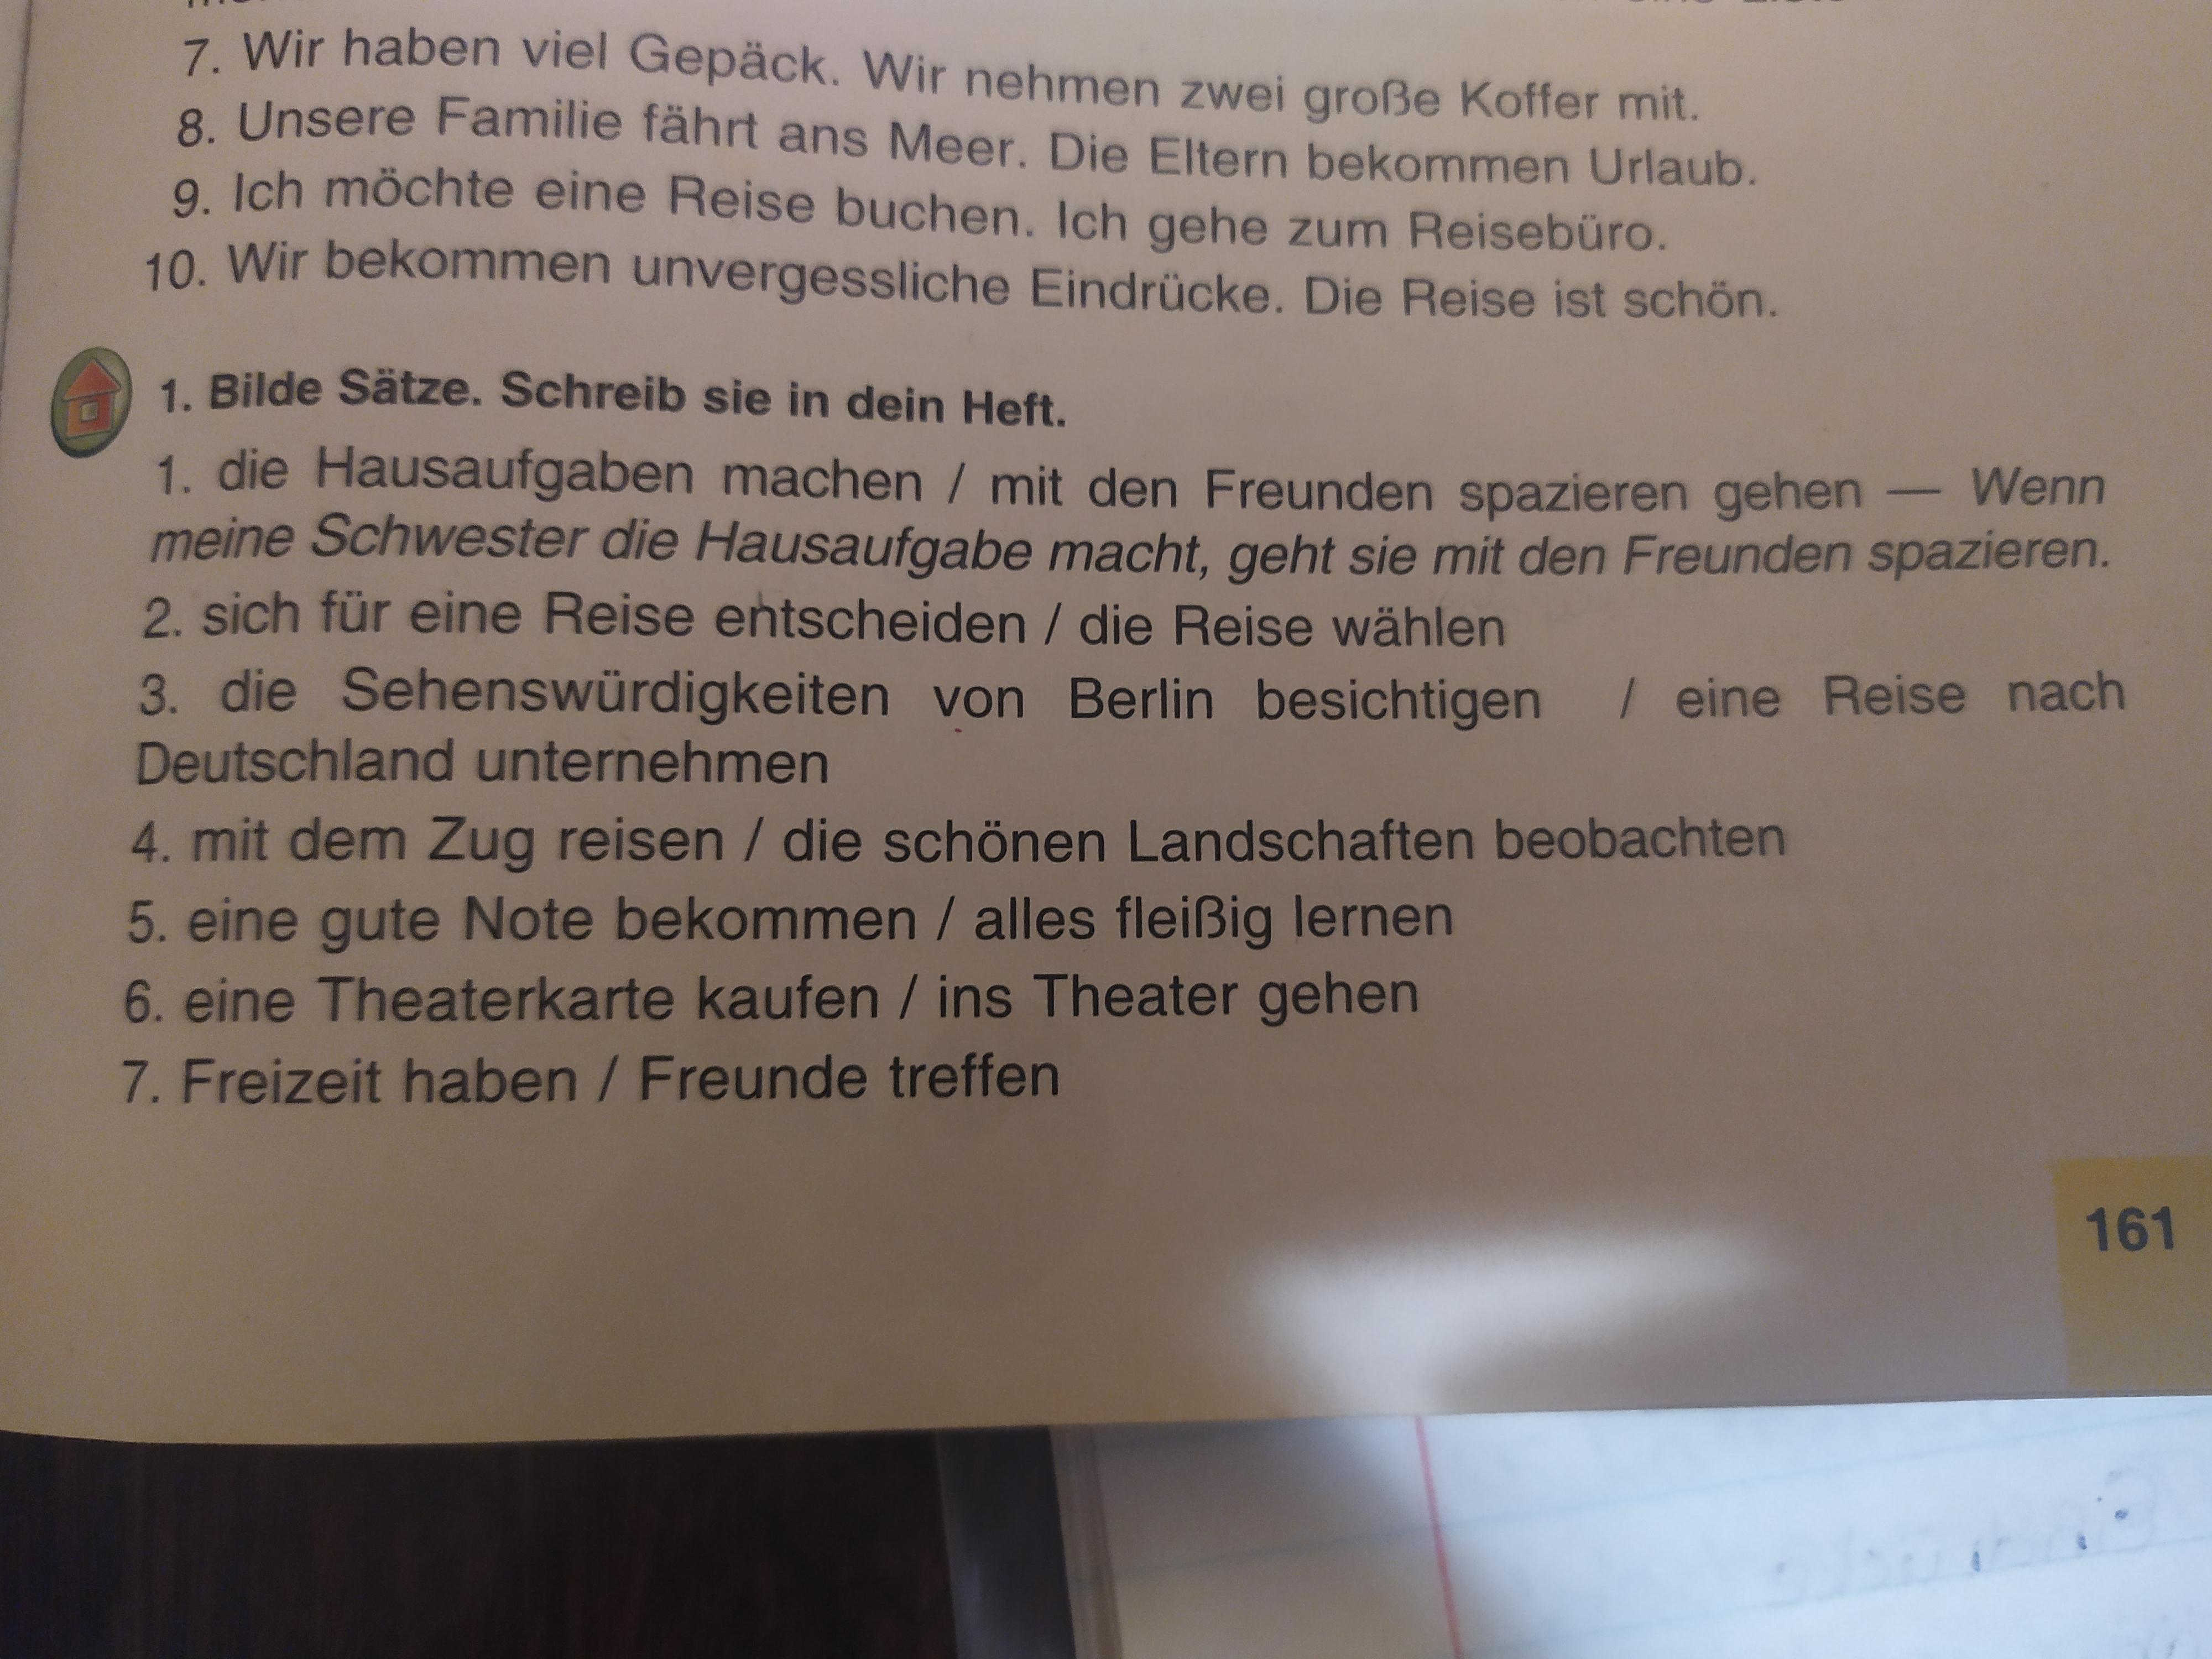 7. Wir haben viel Gepäck. Wir nehmen zwei große Koffer mit.
8. Unsere Familie fährt ans Meer. Die Eltern bekommen Urlaub.
9. Ich möchte eine Reise buchen. Ich gehe zum Reisebüro.
10. Wir bekommen unvergessliche Eindrücke. Die Reise ist schön.
1. Bilde Sätze. Schreib sie in dein Heft.
1. die Hausaufgaben machen / mit den Freunden spazieren gehen — Wenn
meine Schwester die Hausaufgabe macht, geht sie mit den Freunden spazieren.
2. sich für eine Reise entscheiden / die Reise wählen
3. die Sehenswürdigkeiten von Berlin besichtigen / eine Reise nach
Deutschland unternehmen
4. mit dem Zug reisen / die schönen Landschaften beobachten
5. eine gute Note bekommen / alles fleißig lernen
6. eine Theaterkarte kaufen / ins Theater gehen
7. Freizeit haben / Freunde treffen
161